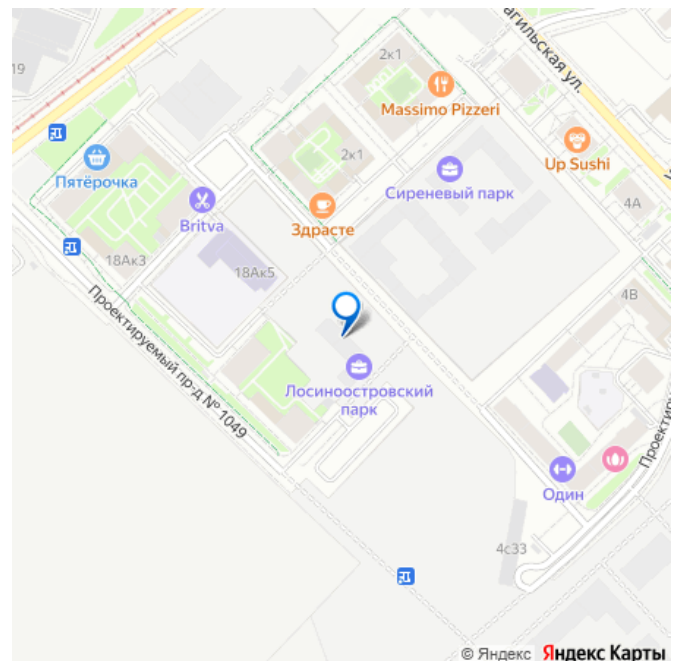 19
2к1
агильская ул.
Massimo Pizzeri
2к1
Up Sushi
Пятёрочка
Сиреневый парк
4А
Britva
Здрасте
18Ак3
18Ак5
4В
Проектируемый пр-д № 1049
Лосиноостровский
парк
Проектиру
Один
4с33
© Яндекс Яндекс Карты